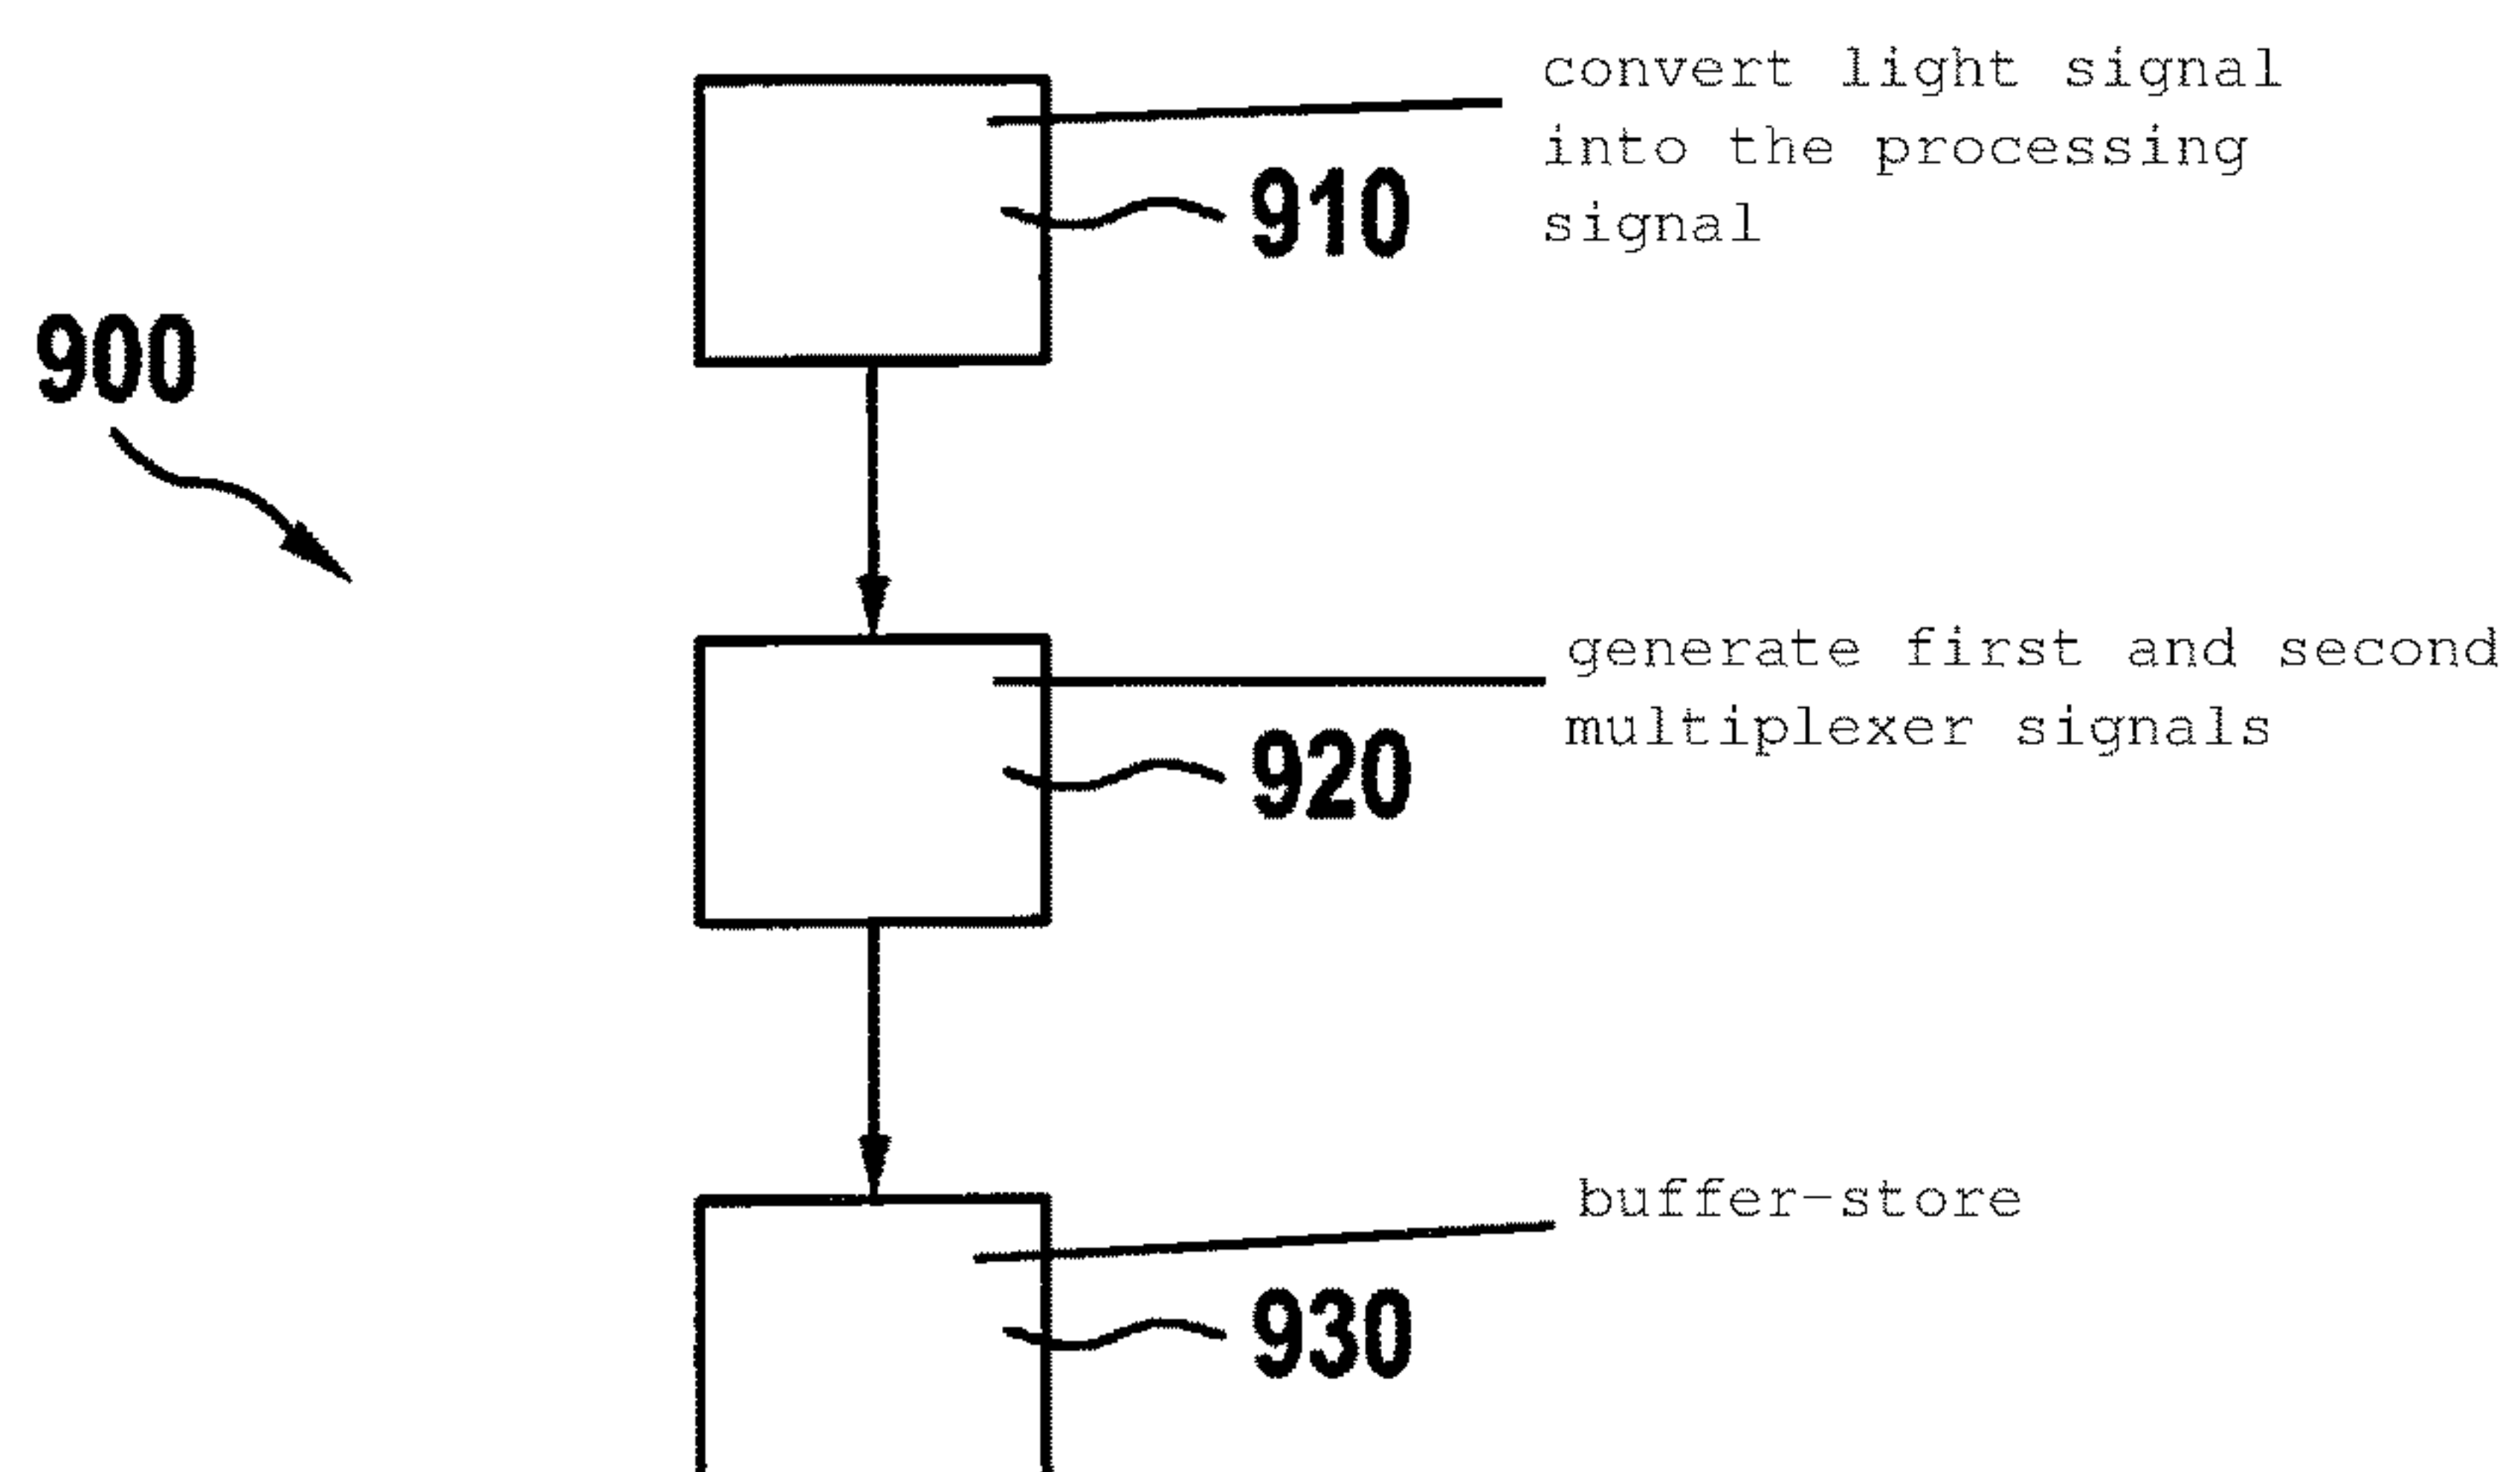 convert light signal
into the processing
signal
910
900
generate first and second
multiplexer signals
920
buffer-store
930